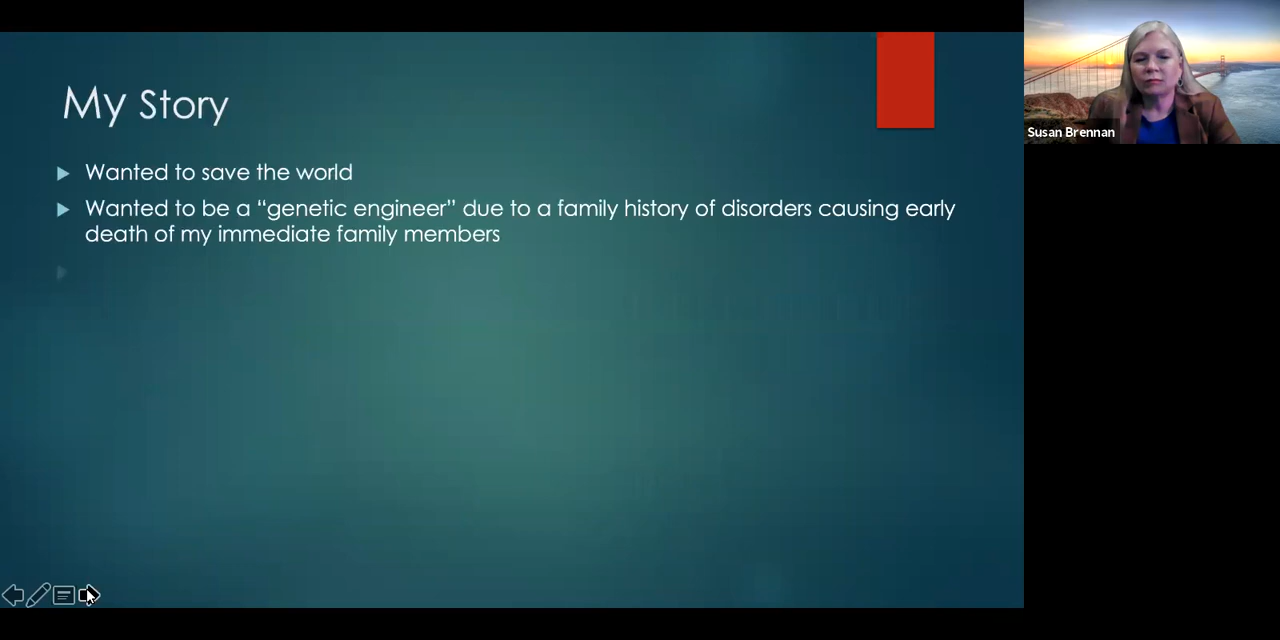 My Story
Wanted to save the world
Wanted to be a “genetic engineer” due to a family history of disorders causing early
death of my immediate family members
Susan Brennan